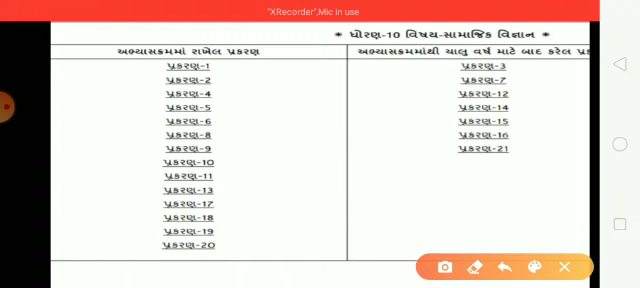 "XRecorder",Mic in use
* ધોરણ-10 વિષય-સામાજિક વિજ્ઞાન *
અભ્યાસક્રમમાં રાખેલ પ્રકરણ
અભ્યાસક્રમમાંથી ચાલુ વર્ષ માટે બાદ કરેલ
પ્રકરણ-1
પ્રકરણ-3
પ્રકરણ-2
પ્રકરણ-7
પ્રકરણ-4
પ્રકરણ-12
પ્રકરણ-5
પ્રકરણ-14
પ્રકરણ-6
પ્રકરણ-15
પ્રકરણ-8
પ્રકરણ-16
પ્રકરણ-9
પ્રકરણ-21
પ્રકરણ-10
પ્રકરણ-11
પ્રકરણ-13
પ્રકરણ-17
પ્રકરણ-18
પ્રકરણ-19
પ્રકરણ-20